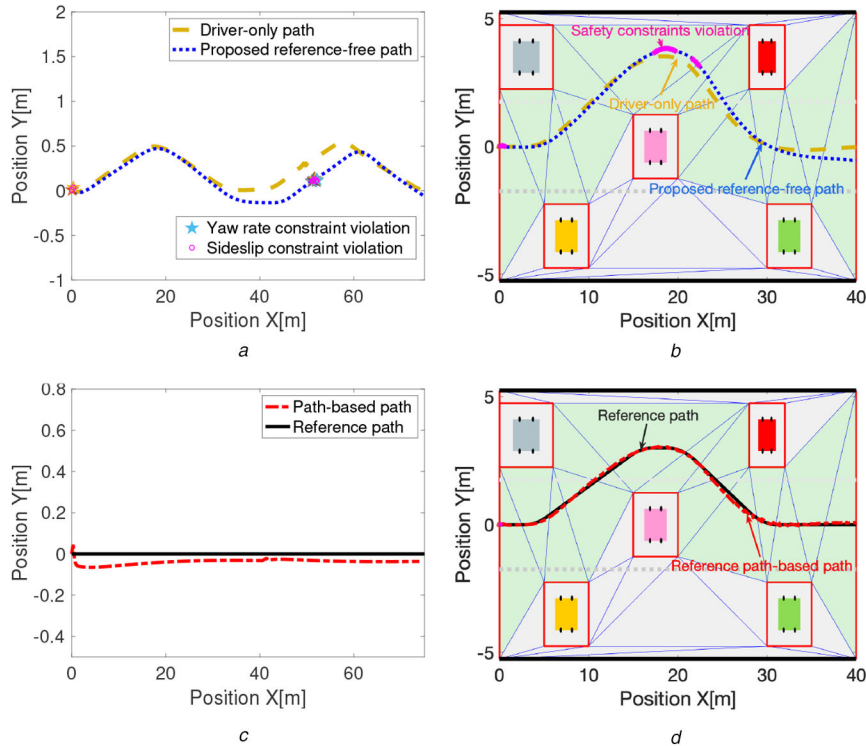 Driver-only path
Proposed reference-free path
Yaw rate constraint violation
Sideslip constraint violation
2
1.5
1
0.5
0
-0.5
-1
0
20
40
60
Position Y[m]
Position X[m]
a
Safety constraints violation
Driver-only path
Proposed reference-free path
5
0
-5
0
10
20
30
40
Position Y[m]
Position X[m]
b
Path-based path
Reference path
0.8
0.6
0.4
0.2
0
-0.2
-0.4
0
20
40
60
Position Y[m]
Position X[m]
c
Reference path
Reference path-based path
5
0
-5
0
10
20
30
40
Position Y[m]
Position X[m]
d